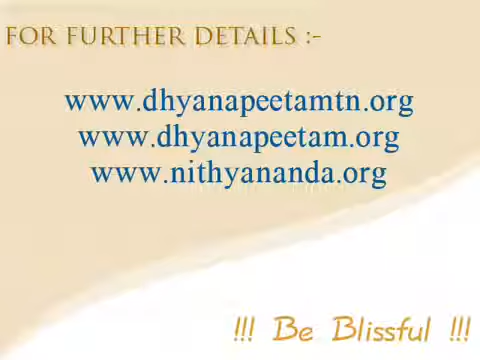 FOR FURTHER DETAILS :-
www.dhyanapeetamtn.org
www.dhyanapeetam.org
www.nithyananda.org
!!! Be Blissful !!!